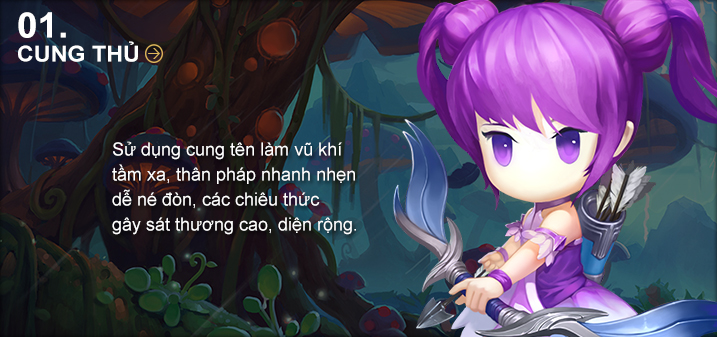 01.
CUNG THỦ
Sử dụng cung tên làm vũ khí
tầm xa, thân pháp nhanh nhẹn
dễ né đòn, các chiêu thức
gây sát thương cao, diện rộng.